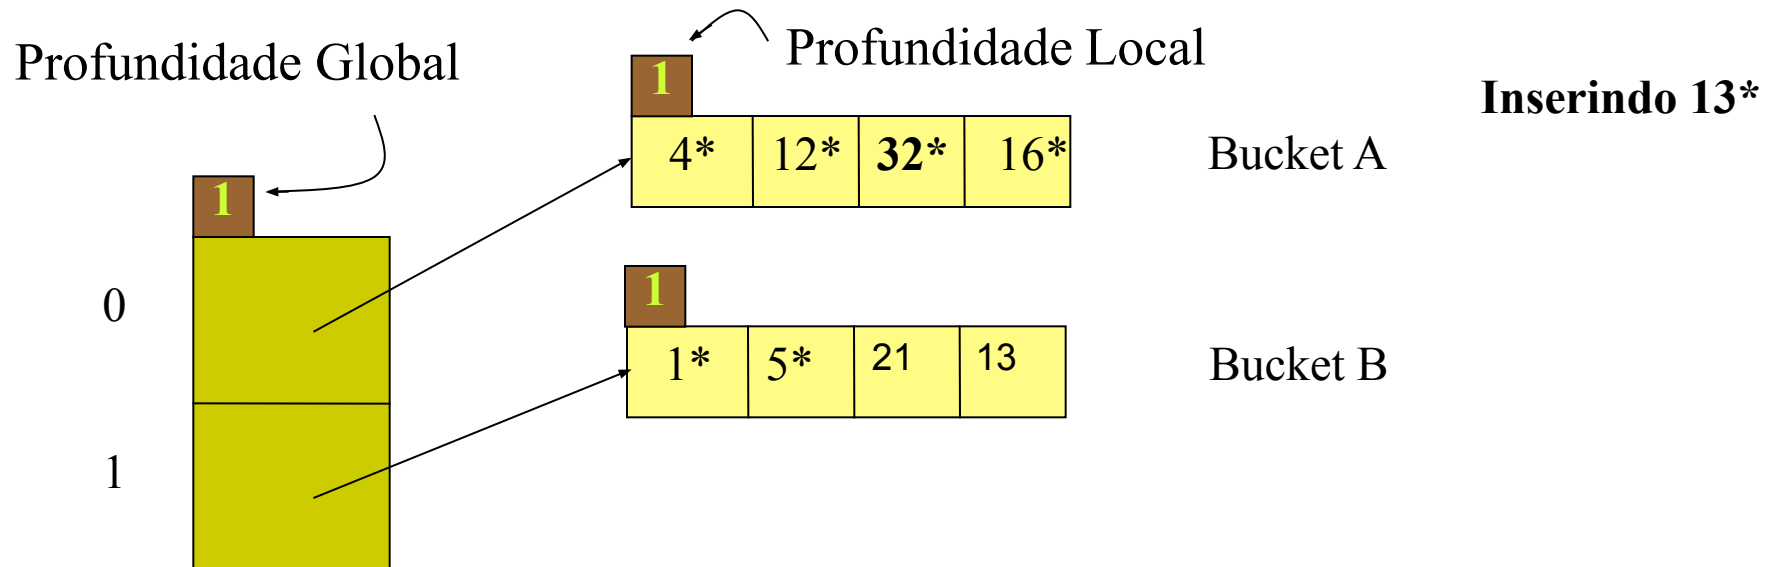 Profundidade Global
Profundidade Local
Inserindo 13*
1
4* 12* 32* 16*
Bucket A
1
0
1
1
1* 5* 21 13
Bucket B